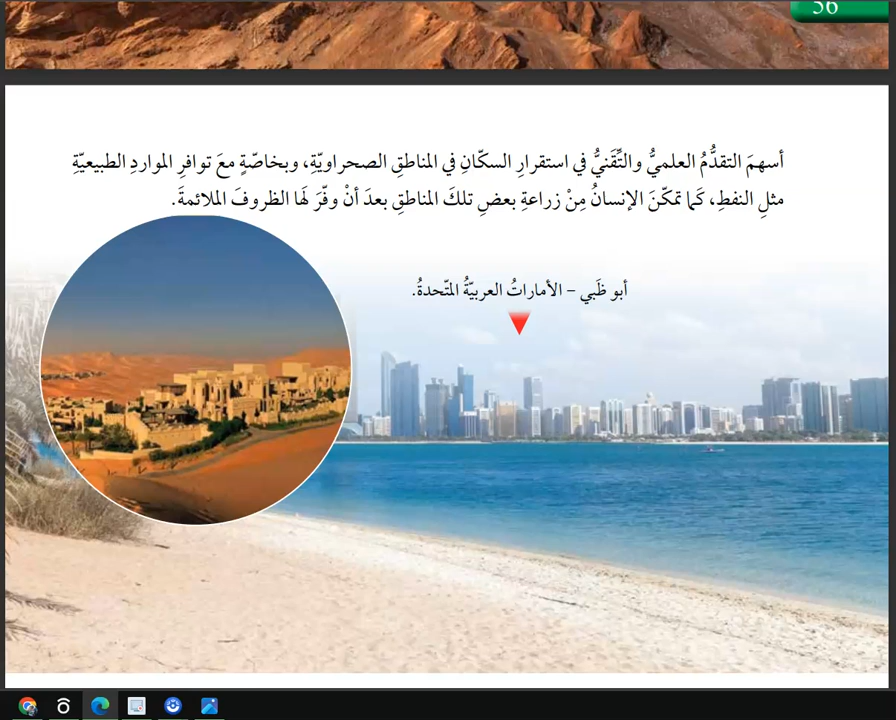 56
أسهمَ التقدُّمُ العلميُّ والتِّقَنيُّ في استقرارِ السكّانِ في المناطقِ الصحراويّةِ، وبخاصّةٍ معَ توافرِ المواردِ الطبيعيّةِ
مثلِ النفطِ، كَما تمكّنَ الإنسانُ مِنْ زراعةِ بعضِ تلكَ المناطقِ بعدَ أنْ وفّرَ لَها الظروفَ الملائمةَ.
أبو ظَبي – الأماراتُ العربيّةُ المتّحدةُ.